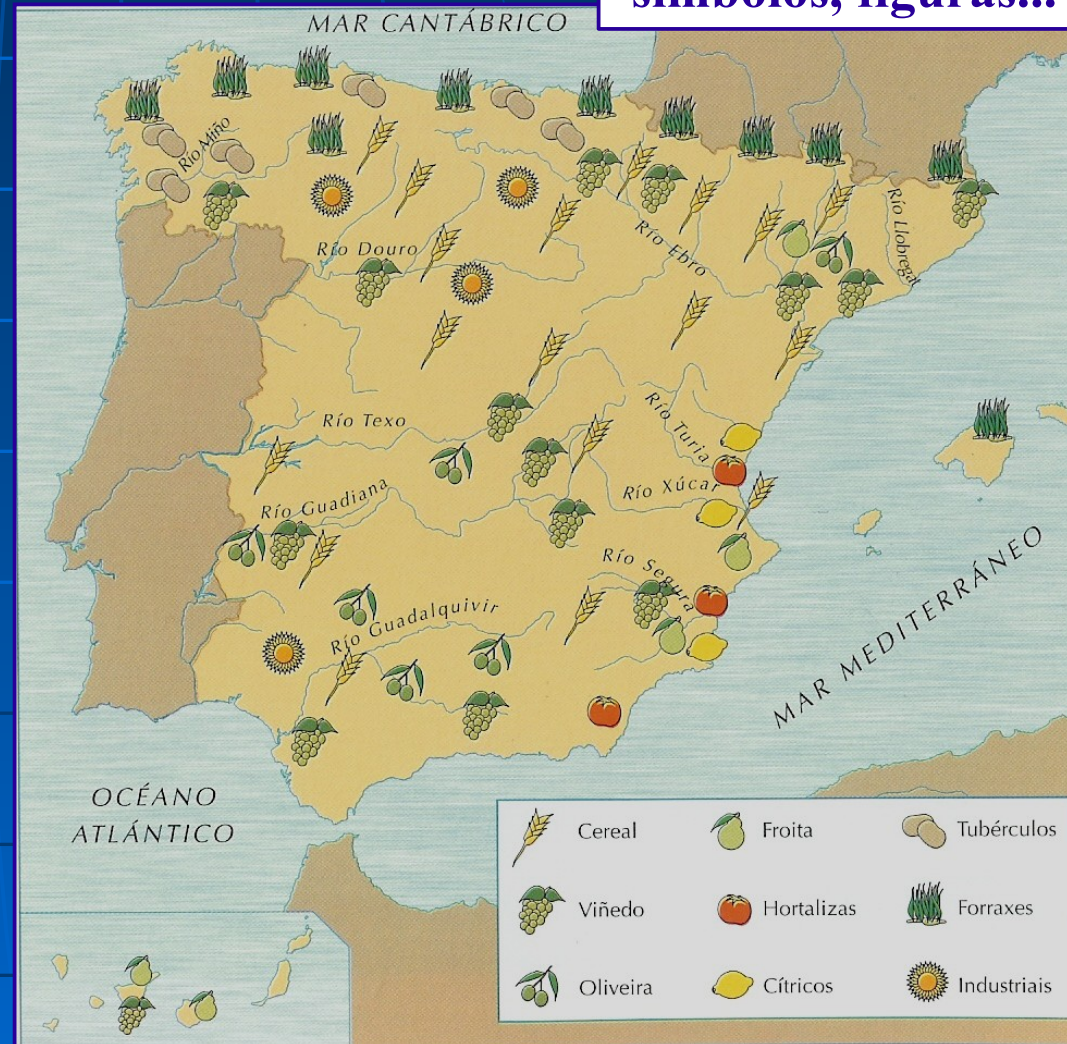 símbolos, figuras...
MAR CANTÁBRICO
Río Miño
Río Douro
Río Ebro
Río Llobregat
Río Texo
Río Turia
Río Xúcar
Río Guadiana
Río Segura
Río Guadalquivir
MAR MEDITERRÁNEO
OCÉANO
ATLÁNTICO
Cereal
Froita
Tubérculos
Viñedo
Hortalizas
Forraxes
Oliveira
Cítricos
Industriais